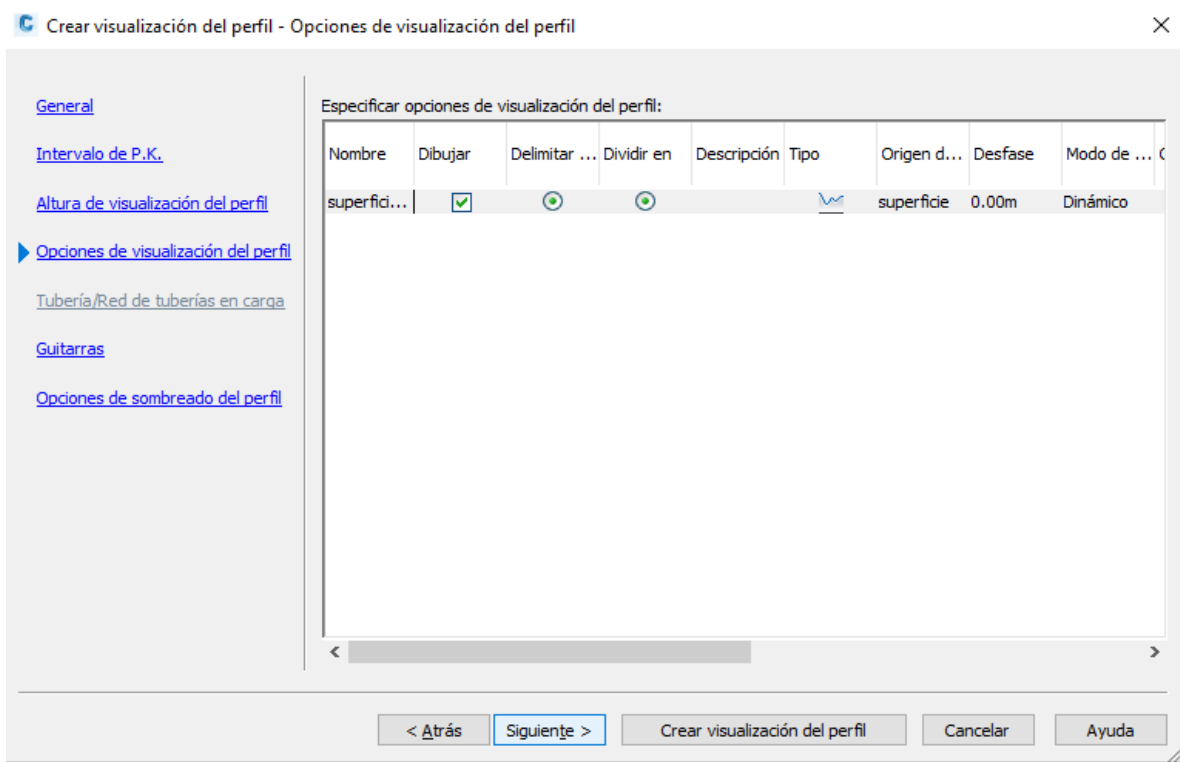 Crear visualización del perfil - Opciones de visualización del perfil
General
Intervalo de P.K.
Altura de visualización del perfil
Opciones de visualización del perfil
Tubería/Red de tuberías en carga
Guitarras
Opciones de sombreado del perfil
Especificar opciones de visualización del perfil:
Nombre Dibujar Delimitar ... Dividir en Descripción Tipo Origen d... Desfase Modo de ...
superfici... superficie 0.00m Dinámico
< Atrás Siguiente > Crear visualización del perfil Cancelar Ayuda